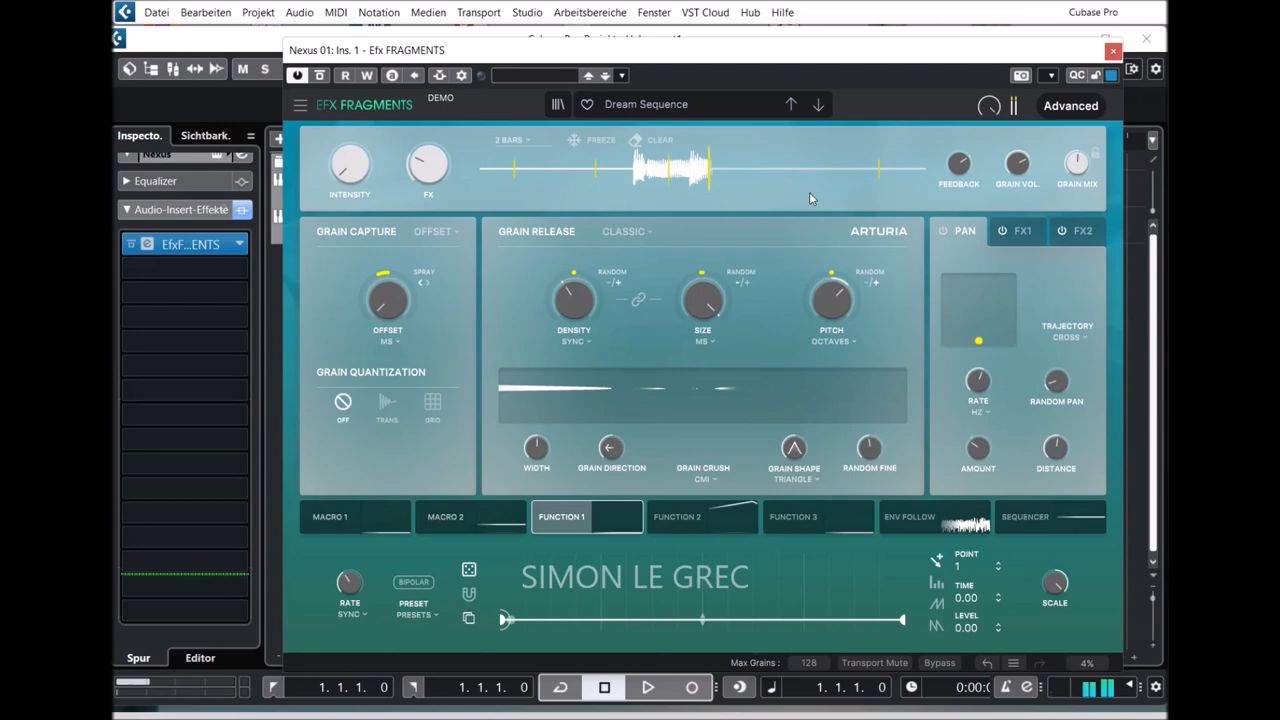 Datei Bearbeiten Projekt Audio MIDI Notation Medien Transport Studio Arbeitsbereiche Fenster VST Cloud Hub Hilfe Cubase Pro
Nexus 01: Ins. 1 - Efx FRAGMENTS
M S R W QC
EFX FRAGMENTS DEMO Dream Sequence Advanced
Inspecto. Sichtbark.
Nexus
Equalizer
Audio-Insert-Effekte
EfxF...ENTS
2 BARS FREEZE CLEAR
INTENSITY FX FEEDBACK GRAIN VOL. GRAIN MIX
GRAIN CAPTURE OFFSET GRAIN RELEASE CLASSIC ARTURIA PAN FX1 FX2
SPRAY RANDOM RANDOM RANDOM
-/+ -/+ -/+
OFFSET DENSITY SIZE PITCH
MS SYNC MS OCTAVES
TRAJECTORY
CROSS
GRAIN QUANTIZATION
OFF TRANS GRID
RATE RANDOM PAN
HZ
WIDTH GRAIN DIRECTION GRAIN CRUSH GRAIN SHAPE RANDOM FINE AMOUNT DISTANCE
CMI TRIANGLE
MACRO 1 MACRO 2 FUNCTION 1 FUNCTION 2 FUNCTION 3 ENV FOLLOW SEQUENCER
SIMON LE GREC
BIPOLAR
RATE PRESET
SYNC PRESETS
POINT
1
TIME
0.00
LEVEL
0.00
SCALE
Spur Editor
Max Grains: 128 Transport Mute Bypass 4%
1. 1. 1. 0 1. 1. 1. 0 1. 1. 1. 0